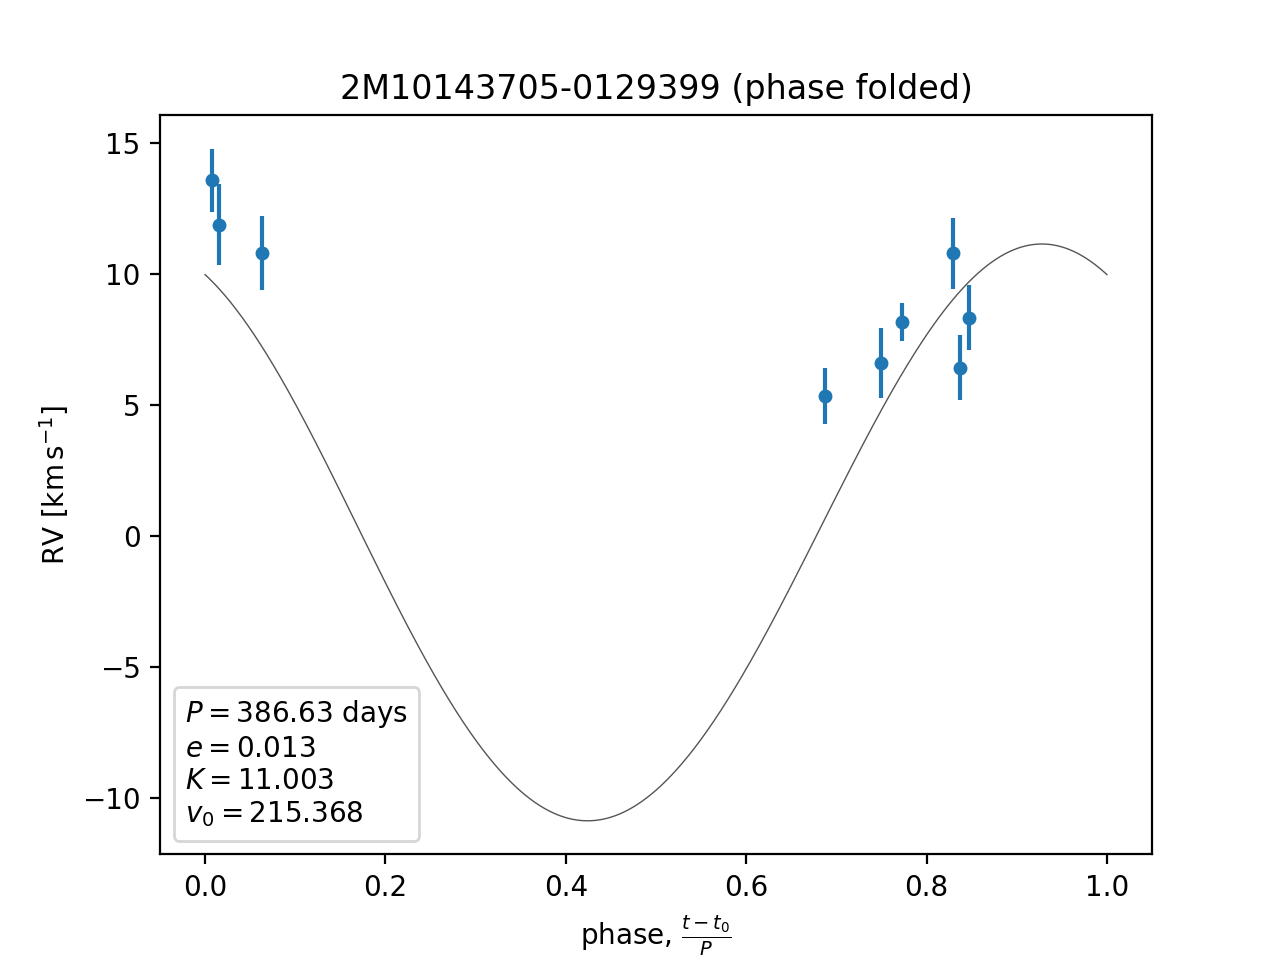 2M10143705-0129399 (phase folded)
15
10
5
0
−5
−10
RV [km s⁻¹]
P = 386.63 days
e = 0.013
K = 11.003
v₀ = 215.368
0.0 0.2 0.4 0.6 0.8 1.0
phase, (t − t₀)/P